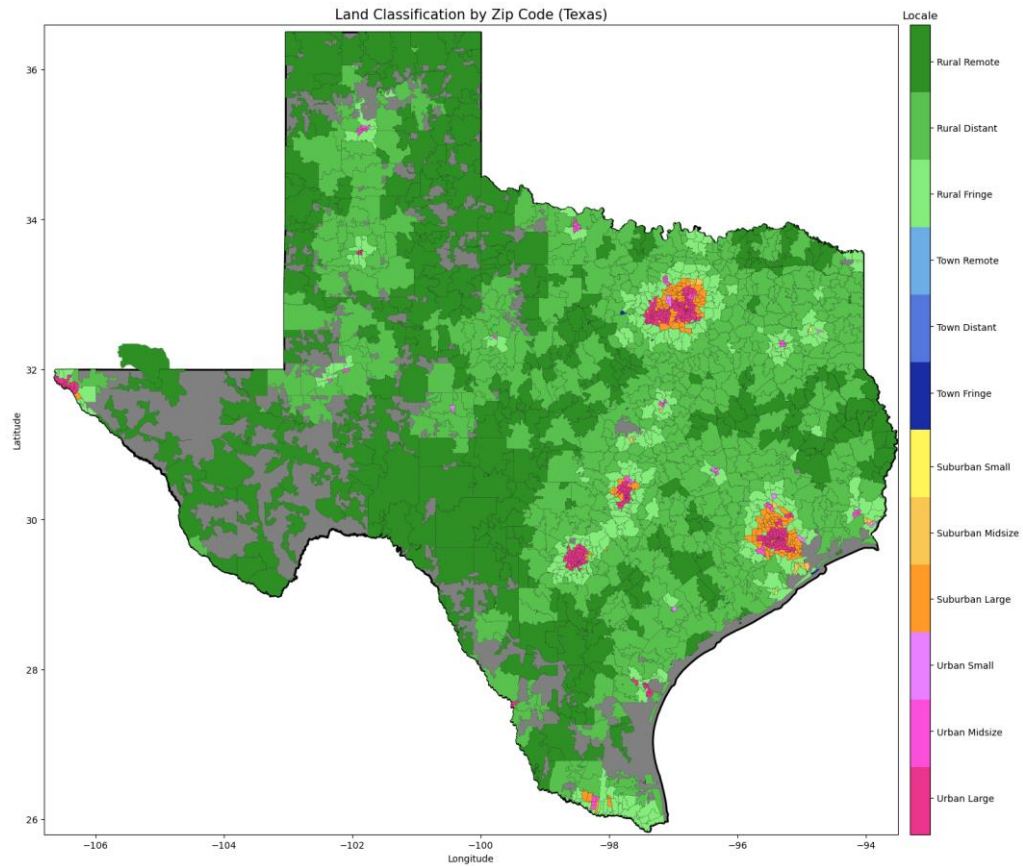 Land Classification by Zip Code (Texas)
Locale
Rural Remote
Rural Distant
Rural Fringe
Town Remote
Town Distant
Town Fringe
Suburban Small
Suburban Midsize
Suburban Large
Urban Small
Urban Midsize
Urban Large
Latitude
36
34
32
30
28
26
−106
−104
−102
−100
−98
−96
−94
Longitude